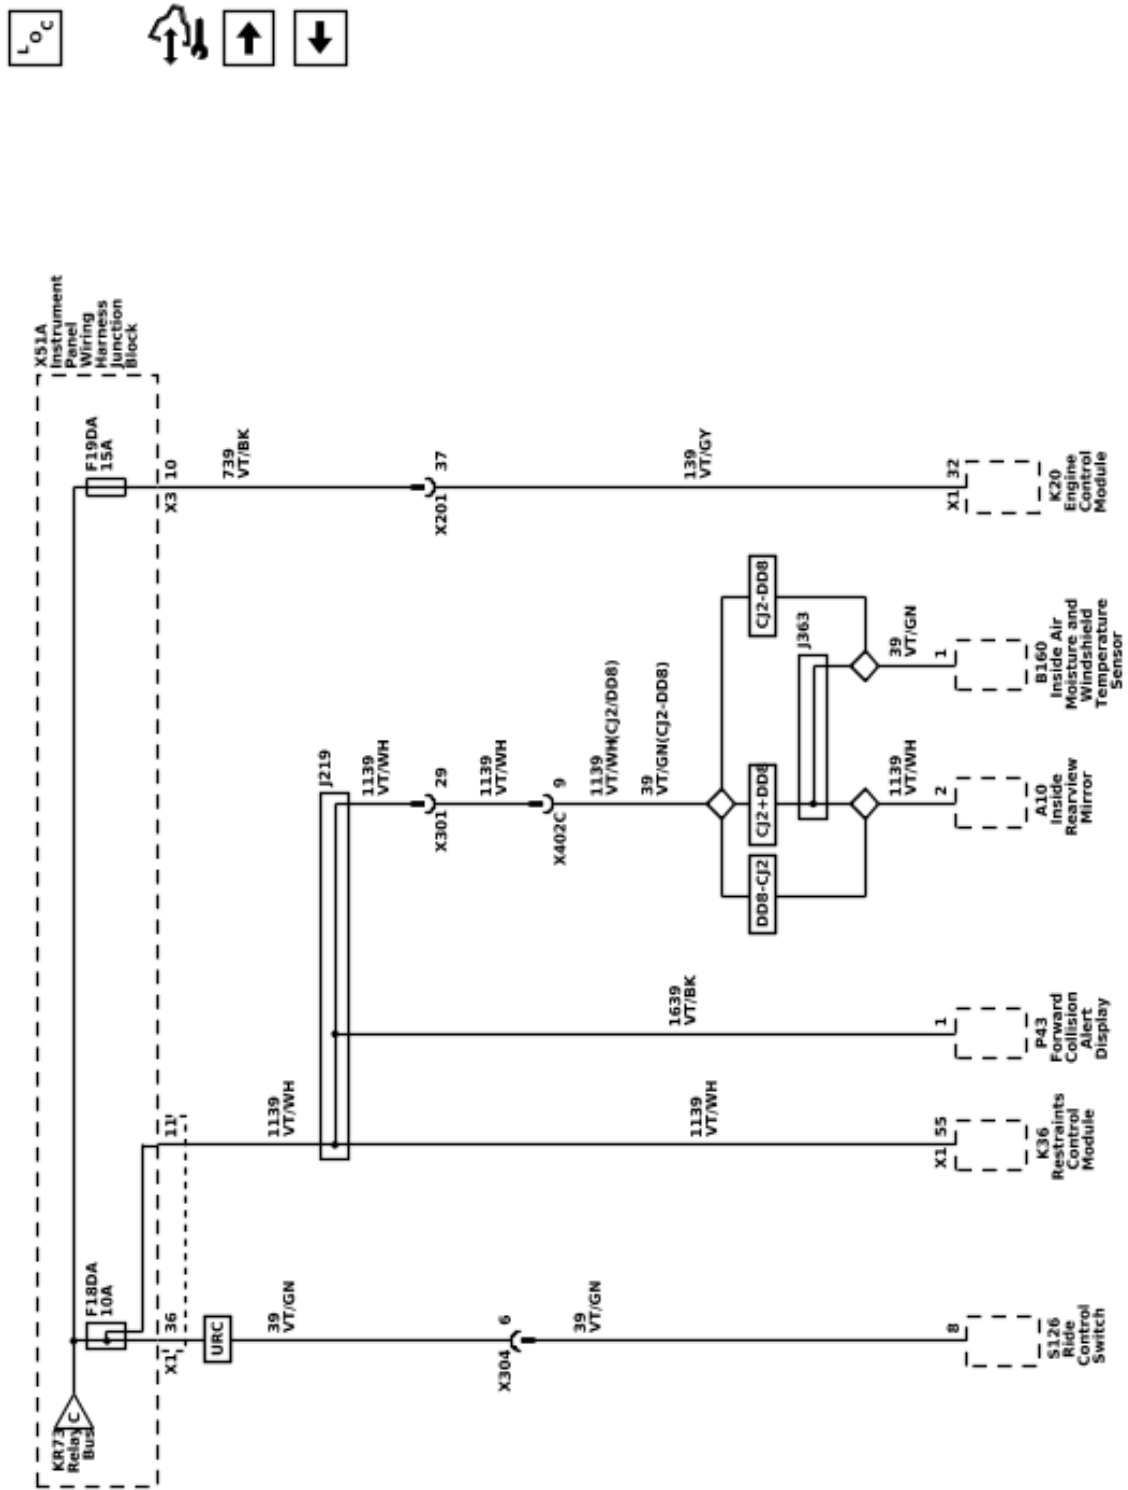 LOC
KR73
Relay
Bus
C
F18DA
10A
F19DA
15A
X51A
Instrument
Panel
Wiring
Harness
Junction
Block
X1
36
11
X3
10
URC
39
VT/GN
1139
VT/WH
739
VT/BK
J219
1139
VT/WH
X304
6
X301
29
X201
37
1139
VT/WH
X402C
9
39
VT/GN
1139
VT/WH(CJ2/DD8)
39
VT/GN(CJ2-DD8)
1139
VT/WH
1639
VT/BK
139
VT/GY
DD8-CJ2
CJ2+DD8
CJ2-DD8
J363
1139
VT/WH
39
VT/GN
8
X1
55
1
2
1
X1
32
S126
Ride
Control
Switch
K36
Restraints
Control
Module
P43
Forward
Collision
Alert
Display
A10
Inside
Rearview
Mirror
B160
Inside Air
Moisture and
Windshield
Temperature
Sensor
K20
Engine
Control
Module